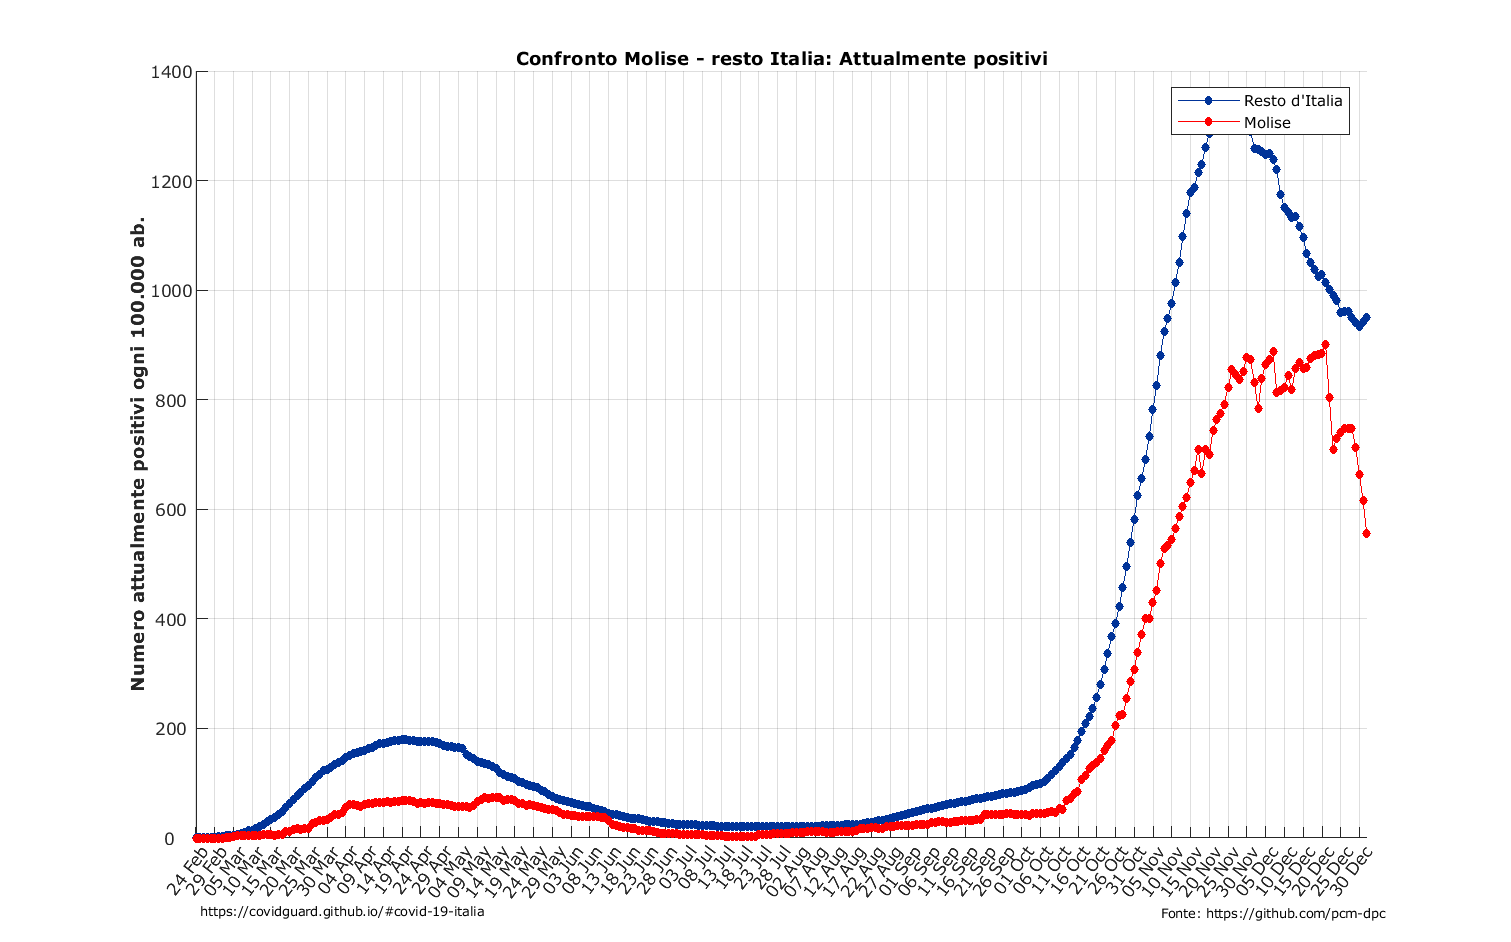 Confronto Molise - resto Italia: Attualmente positivi
Numero attualmente positivi ogni 100.000 ab.
1400
1200
1000
800
600
400
200
0
Resto d'Italia
Molise
24 Feb
29 Feb
05 Mar
10 Mar
15 Mar
20 Mar
25 Mar
30 Mar
04 Apr
09 Apr
14 Apr
19 Apr
24 Apr
29 Apr
04 May
09 May
14 May
19 May
24 May
29 May
03 Jun
08 Jun
13 Jun
18 Jun
23 Jun
28 Jun
03 Jul
08 Jul
13 Jul
18 Jul
23 Jul
28 Jul
02 Aug
07 Aug
12 Aug
17 Aug
22 Aug
27 Aug
01 Sep
06 Sep
11 Sep
16 Sep
21 Sep
26 Sep
01 Oct
06 Oct
11 Oct
16 Oct
21 Oct
26 Oct
31 Oct
05 Nov
10 Nov
15 Nov
20 Nov
25 Nov
30 Nov
05 Dec
10 Dec
15 Dec
20 Dec
25 Dec
30 Dec
https://covidguard.github.io/#covid-19-italia
Fonte: https://github.com/pcm-dpc